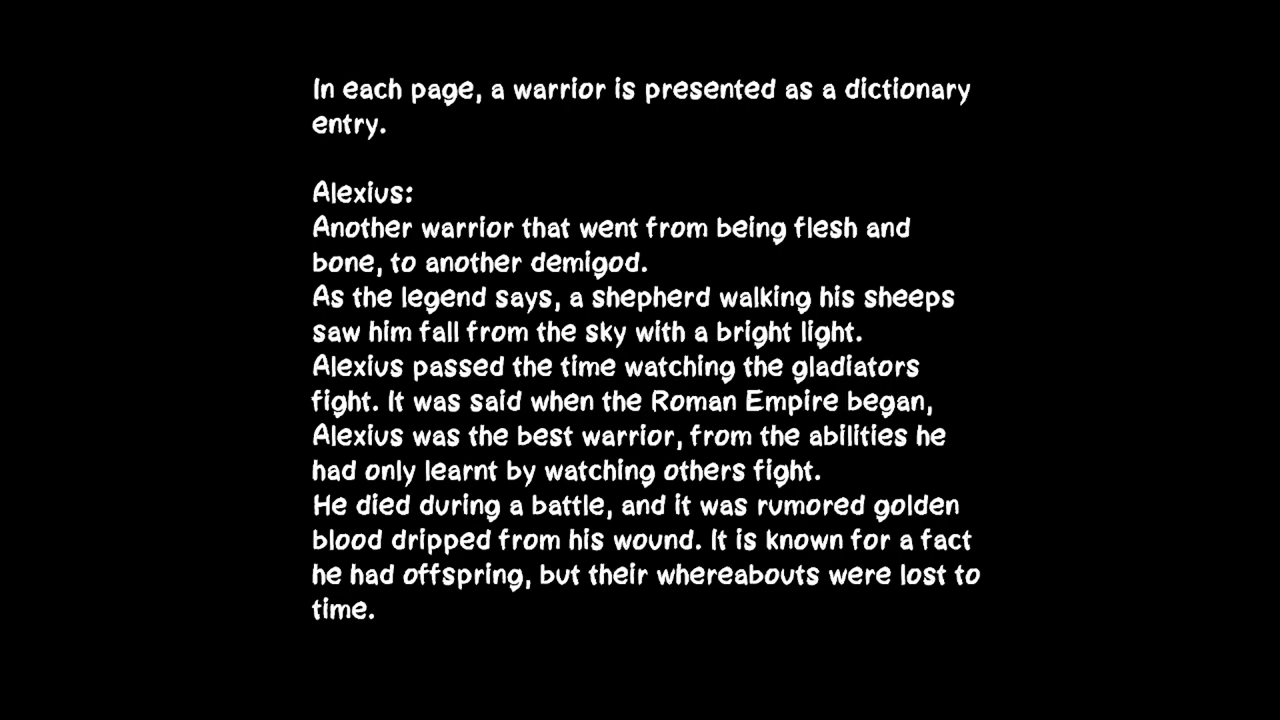 In each page, a warrior is presented as a dictionary
entry.
Alexius:
Another warrior that went from being flesh and
bone, to another demigod.
As the legend says, a shepherd walking his sheeps
saw him fall from the sky with a bright light.
Alexius passed the time watching the gladiators
fight. It was said when the Roman Empire began,
Alexius was the best warrior, from the abilities he
had only learnt by watching others fight.
He died during a battle, and it was rumored golden
blood dripped from his wound. It is known for a fact
he had offspring, but their whereabouts were lost to
time.